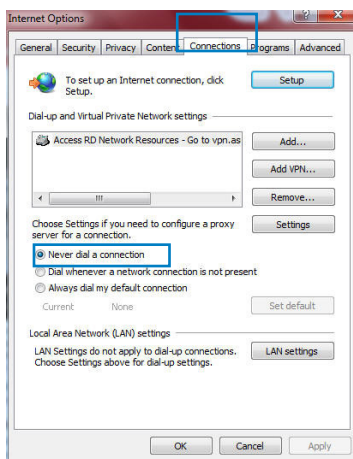 Internet Options
General Security Privacy Content Connections Programs Advanced
To set up an Internet connection, click
Setup.
Setup
Dial-up and Virtual Private Network settings
Access RD Network Resources - Go to vpn.as
Add...
Add VPN...
Remove...
Choose Settings if you need to configure a proxy
server for a connection.
Settings
Never dial a connection
Dial whenever a network connection is not present
Always dial my default connection
Current None
Set default
Local Area Network (LAN) settings
LAN Settings do not apply to dial-up connections.
Choose Settings above for dial-up settings.
LAN settings
OK Cancel Apply